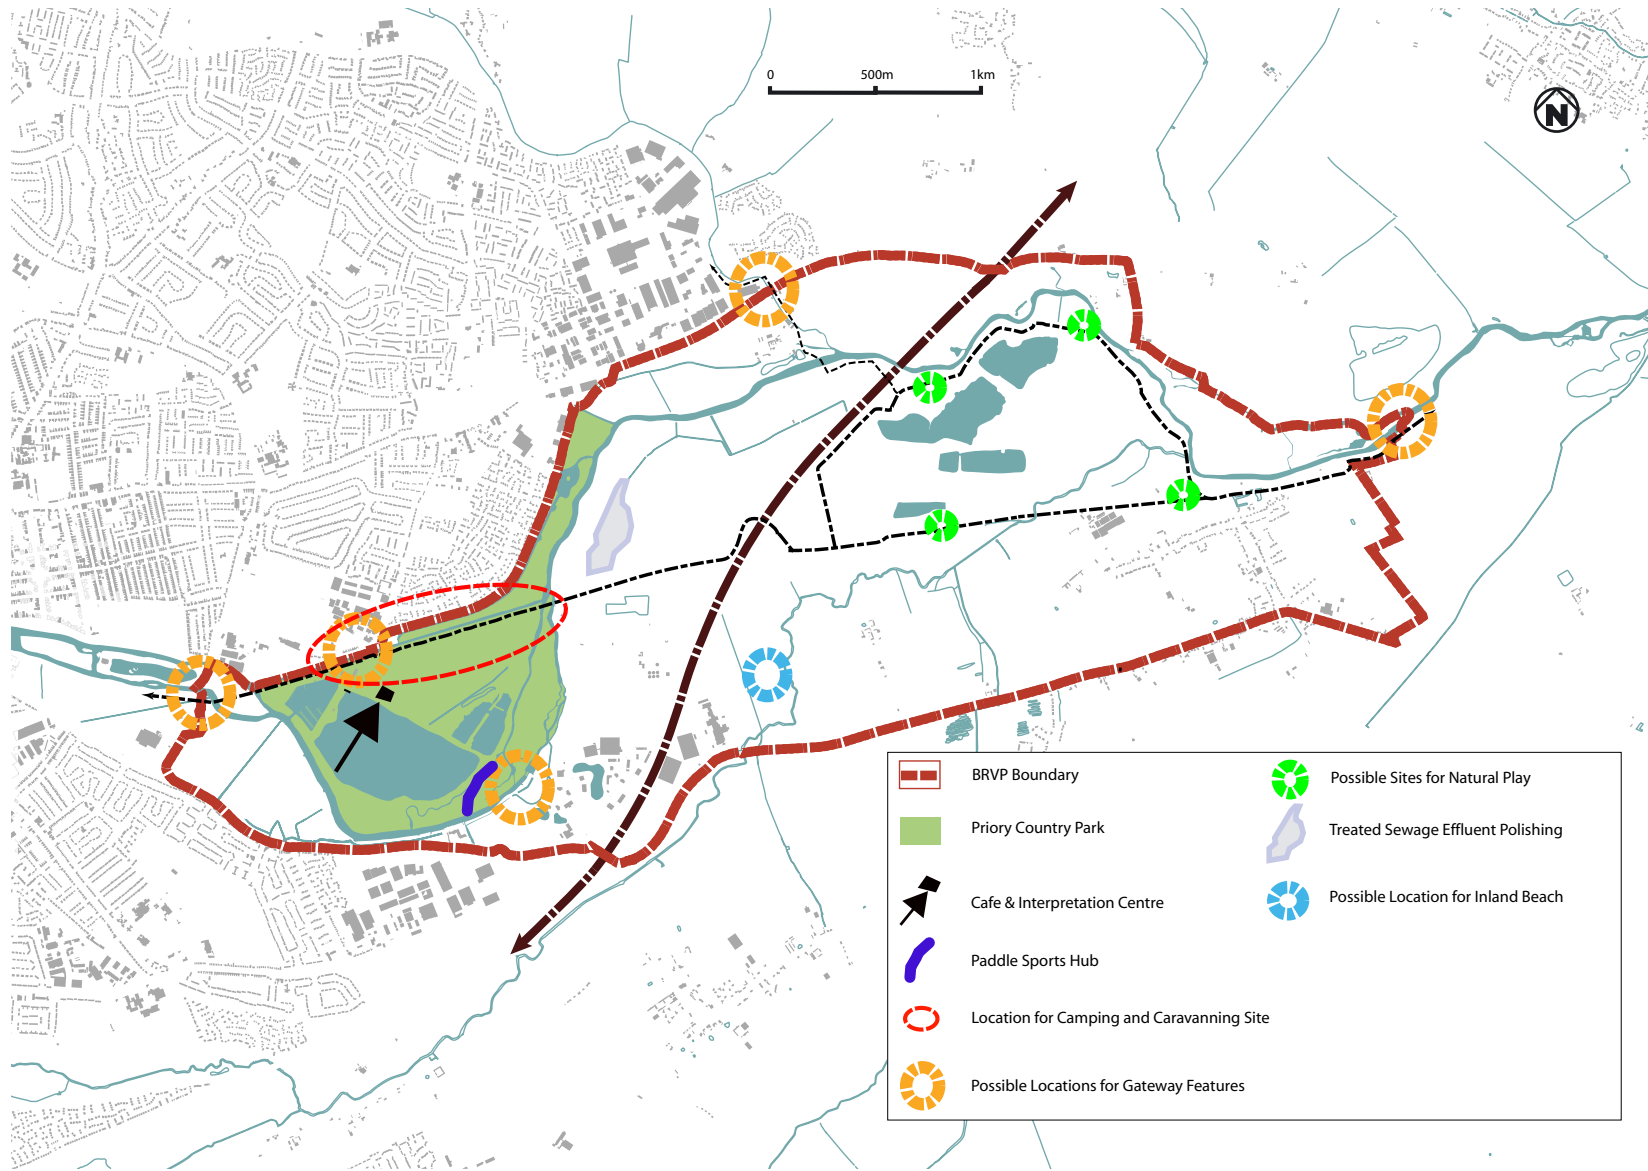 0 500m 1km
N
BRVP Boundary
Priory Country Park
Cafe & Interpretation Centre
Paddle Sports Hub
Location for Camping and Caravanning Site
Possible Locations for Gateway Features
Possible Sites for Natural Play
Treated Sewage Effluent Polishing
Possible Location for Inland Beach